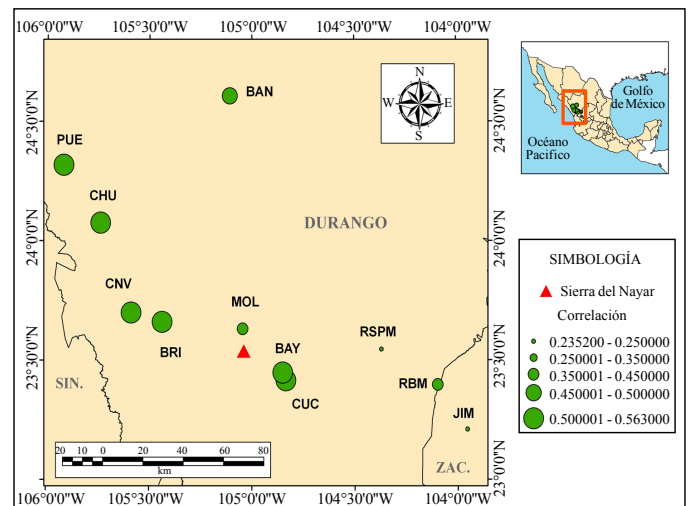 106°0'0"W 105°30'0"W 105°0'0"W 104°30'0"W 104°0'0"W
24°30'0"N
24°0'0"N
23°30'0"N
23°0'0"N
BAN
PUE
CHU
DURANGO
CNV
MOL
BRI
BAY
CUC
RSPM
RBM
JIM
SIN.
ZAC.
N
W E
S
20 10 0 20 40 60 80
km
24°30'0"N
24°0'0"N
23°30'0"N
23°0'0"N
106°0'0"W 105°30'0"W 105°0'0"W 104°30'0"W 104°0'0"W
Golfo
de México
Océano
Pacifico
SIMBOLOGÍA
Sierra del Nayar
Correlación
0.235200 - 0.250000
0.250001 - 0.350000
0.350001 - 0.450000
0.450001 - 0.500000
0.500001 - 0.563000